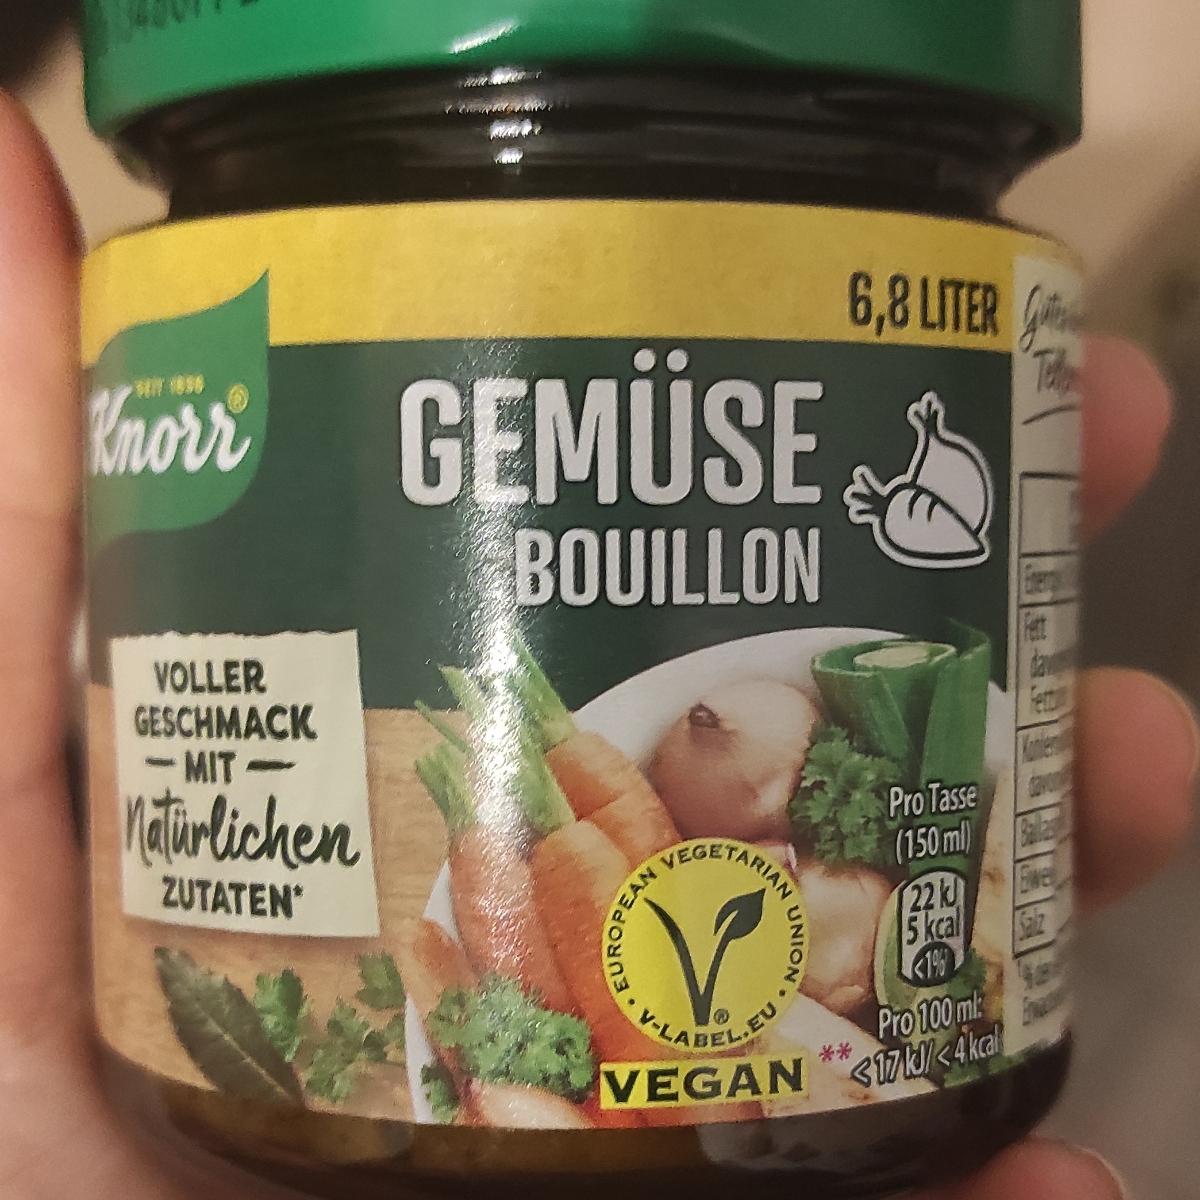 6,8 LITER
SEIT 1838
Knorr®
GEMÜSE
BOUILLON
VOLLER
GESCHMACK
— MIT —
Natürlichen
ZUTATEN*
Pro Tasse
(150 ml)
22 kJ
5 kcal
<1%
Pro 100 ml:
<17 kJ/ <4 kcal
EUROPEAN VEGETARIAN UNION
V-LABEL.EU
®
VEGAN **
Energ
Fett
Salz